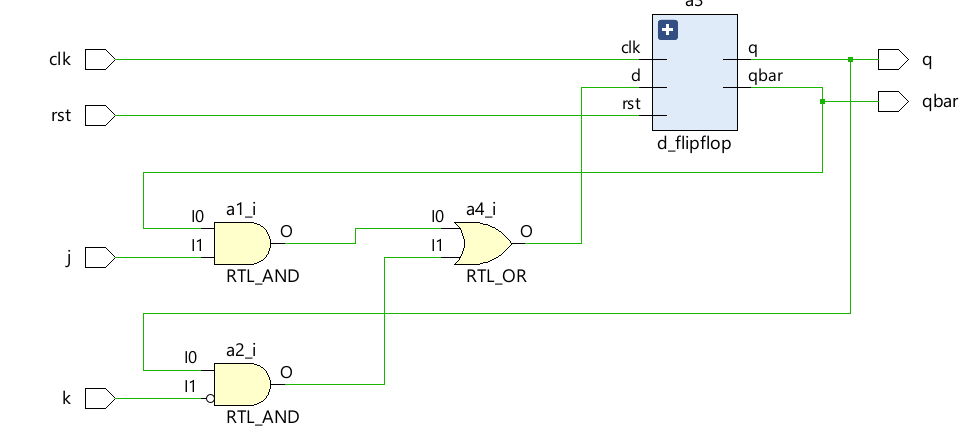 a3
clk
clk
q
q
d
qbar
rst
rst
qbar
d_flipflop
a1_i
a4_i
I0
O
I0
O
j
I1
I1
RTL_AND
RTL_OR
a2_i
I0
O
k
I1
RTL_AND